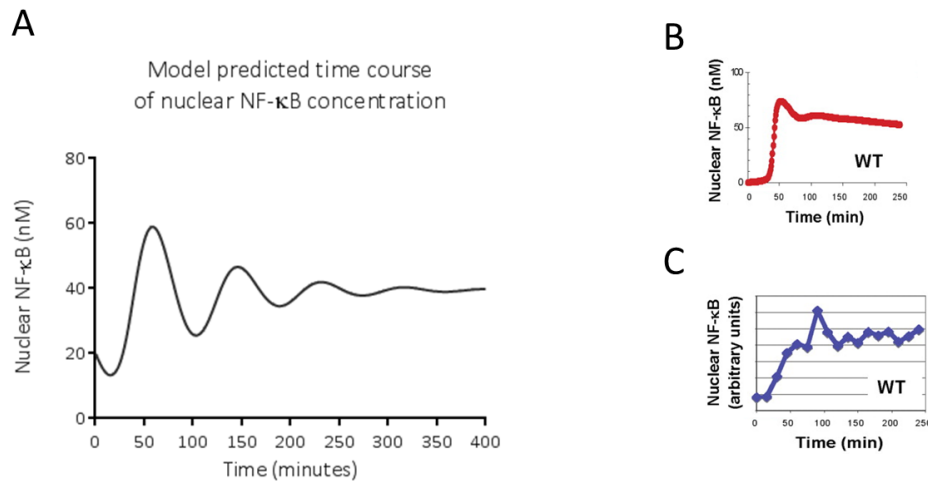 A
Model predicted time course
of nuclear NF-κB concentration
Nuclear NF-κB (nM)
80
60
40
20
0
0 50 100 150 200 250 300 350 400
Time (minutes)
B
Nuclear NF-κB (nM)
100
50
0
WT
0 50 100 150 200 250
Time (min)
C
Nuclear NF-κB
(arbitrary units)
WT
0 50 100 150 200 250
Time (min)